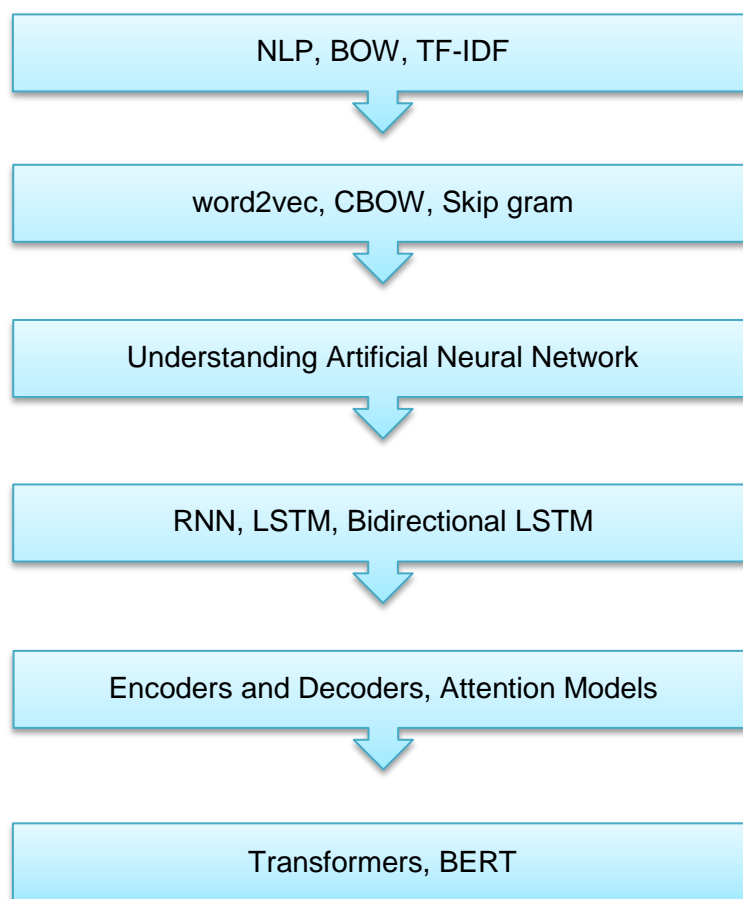 NLP, BOW, TF-IDF
word2vec, CBOW, Skip gram
Understanding Artificial Neural Network
RNN, LSTM, Bidirectional LSTM
Encoders and Decoders, Attention Models
Transformers, BERT